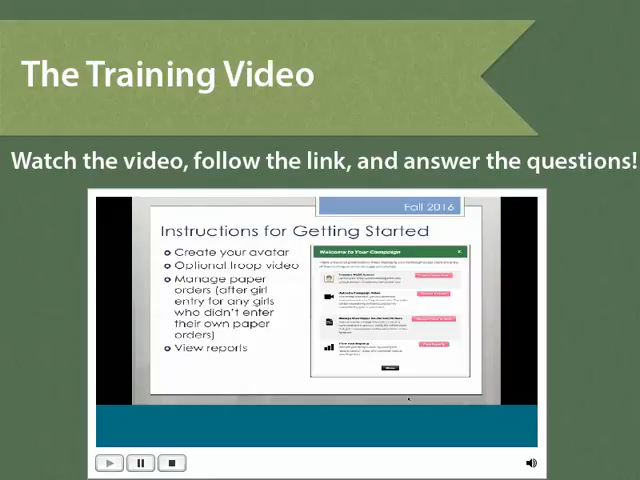 The Training Video
Watch the video, follow the link, and answer the questions!
Fall 2016
Instructions for Getting Started
Create your avatar
Optional troop video
Manage paper
orders (after girl
entry for any girls
who didn't enter
their own paper
orders)
View reports
Welcome to Your Campaign